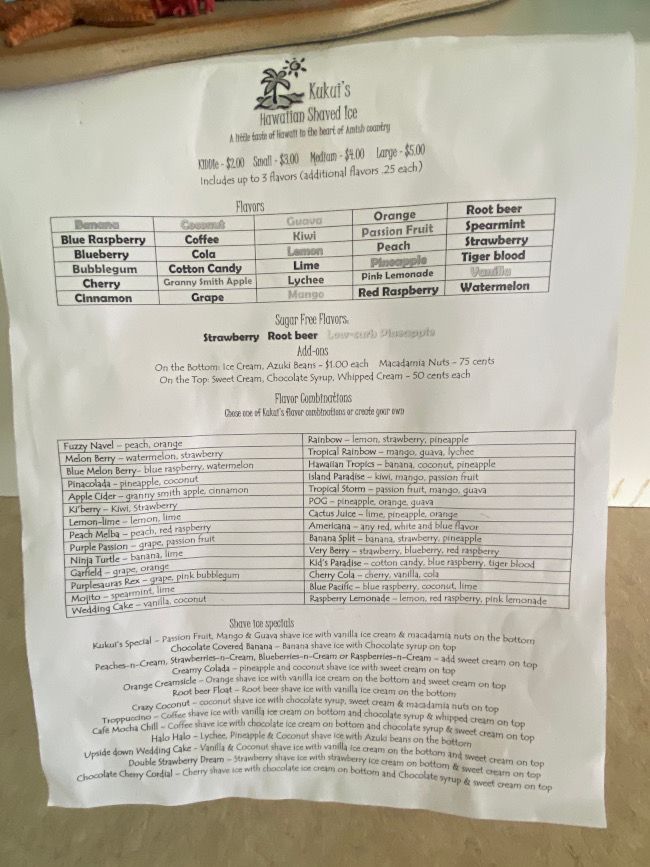 Kukui's
Hawaiian Shaved Ice
A little taste of Hawaii to the heart of Amish country
KIDDIE - $2.00 Small - $3.00 Medium - $4.00 Large - $5.00
Includes up to 3 flavors (additional flavors .25 each)
Flavors
Banana Coconut Guava Orange Root beer
Blue Raspberry Coffee Kiwi Passion Fruit Spearmint
Blueberry Cola Lemon Peach Strawberry
Bubblegum Cotton Candy Lime Pineapple Tiger blood
Cherry Granny Smith Apple Lychee Pink Lemonade Vanilla
Cinnamon Grape Mango Red Raspberry Watermelon
Sugar Free Flavors:
Strawberry Root beer Low-carb Pineapple
Add-ons
On the Bottom: Ice Cream, Azuki Beans - $1.00 each Macadamia Nuts - 75 cents
On the Top: Sweet Cream, Chocolate Syrup, Whipped Cream - 50 cents each
Flavor Combinations
Chose one of Kukui's flavor combinations or create your own
Fuzzy Navel – peach, orange
Melon Berry – watermelon, strawberry
Blue Melon Berry– blue raspberry, watermelon
Pinacolada – pineapple, coconut
Apple Cider – granny smith apple, cinnamon
Ki'berry – Kiwi, Strawberry
Lemon-lime – lemon, lime
Peach Melba – peach, red raspberry
Purple Passion – grape, passion fruit
Ninja Turtle – banana, lime
Garfield – grape, orange
Purplesauras Rex – grape, pink bubblegum
Mojito – spearmint, lime
Wedding Cake – vanilla, coconut
Rainbow – lemon, strawberry, pineapple
Tropical Rainbow – mango, guava, lychee
Hawaiian Tropics – banana, coconut, pineapple
Island Paradise – kiwi, mango, passion fruit
Tropical Storm – passion fruit, mango, guava
POG – pineapple, orange, guava
Cactus Juice – lime, pineapple, orange
Americana – any red, white and blue flavor
Banana Split – banana, strawberry, pineapple
Very Berry – strawberry, blueberry, red raspberry
Kid's Paradise – cotton candy, blue raspberry, tiger blood
Cherry Cola – cherry, vanilla, cola
Blue Pacific – blue raspberry, coconut, lime
Raspberry Lemonade – lemon, red raspberry, pink lemonade
Shave ice specials
Kukui's Special – Passion Fruit, Mango & Guava shave ice with vanilla ice cream & macadamia nuts on the bottom
Chocolate Covered Banana – Banana shave ice with Chocolate syrup on top
Peaches-n-Cream, Strawberries-n-Cream, Blueberries-n-Cream or Raspberries-n-Cream – add sweet cream on top
Creamy Colada – pineapple and coconut shave ice with sweet cream on top
Orange Creamsicle – Orange shave ice with vanilla ice cream on the bottom and sweet cream on top
Root beer Float – Root beer shave ice with vanilla ice cream on the bottom
Crazy Coconut – coconut shave ice with chocolate syrup, sweet cream & macadamia nuts on top
Troppuccino – Coffee shave ice with vanilla ice cream on bottom and chocolate syrup & whipped cream on top
Café Mocha Chill – Coffee shave ice with chocolate ice cream on bottom and chocolate syrup & sweet cream on top
Halo Halo – Lychee, Pineapple & Coconut shave ice with Azuki beans on the bottom
Upside down Wedding Cake – Vanilla & Coconut shave ice with vanilla ice cream on the bottom and sweet cream on top
Double Strawberry Dream – Strawberry shave ice with strawberry ice cream on bottom & sweet cream on top
Chocolate Cherry Cordial – Cherry shave ice with chocolate ice cream on bottom and Chocolate syrup & sweet cream on top